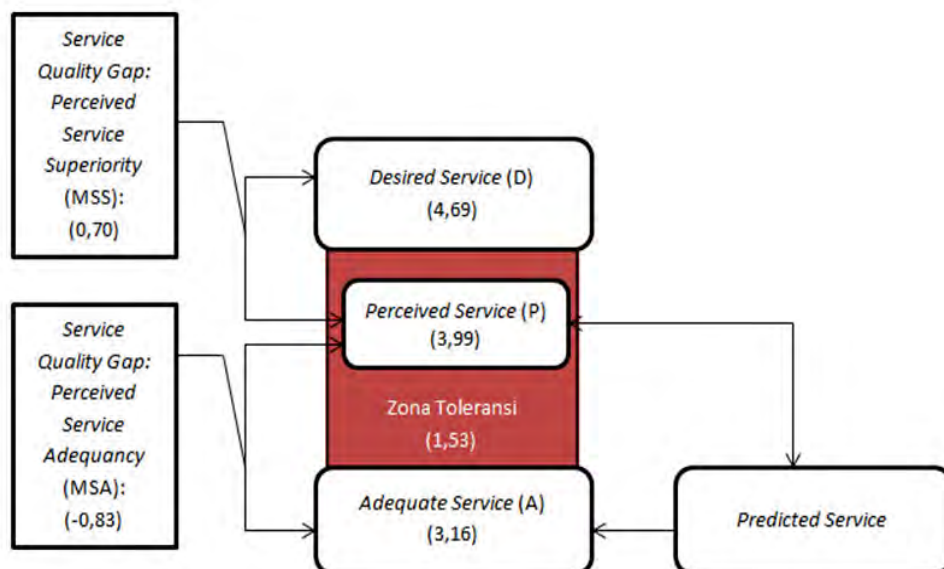 Service
Quality Gap:
Perceived
Service
Superiority
(MSS):
(0,70)
Service
Quality Gap:
Perceived
Service
Adequancy
(MSA):
(-0,83)
Desired Service (D)
(4,69)
Perceived Service (P)
(3,99)
Zona Toleransi
(1,53)
Adequate Service (A)
(3,16)
Predicted Service